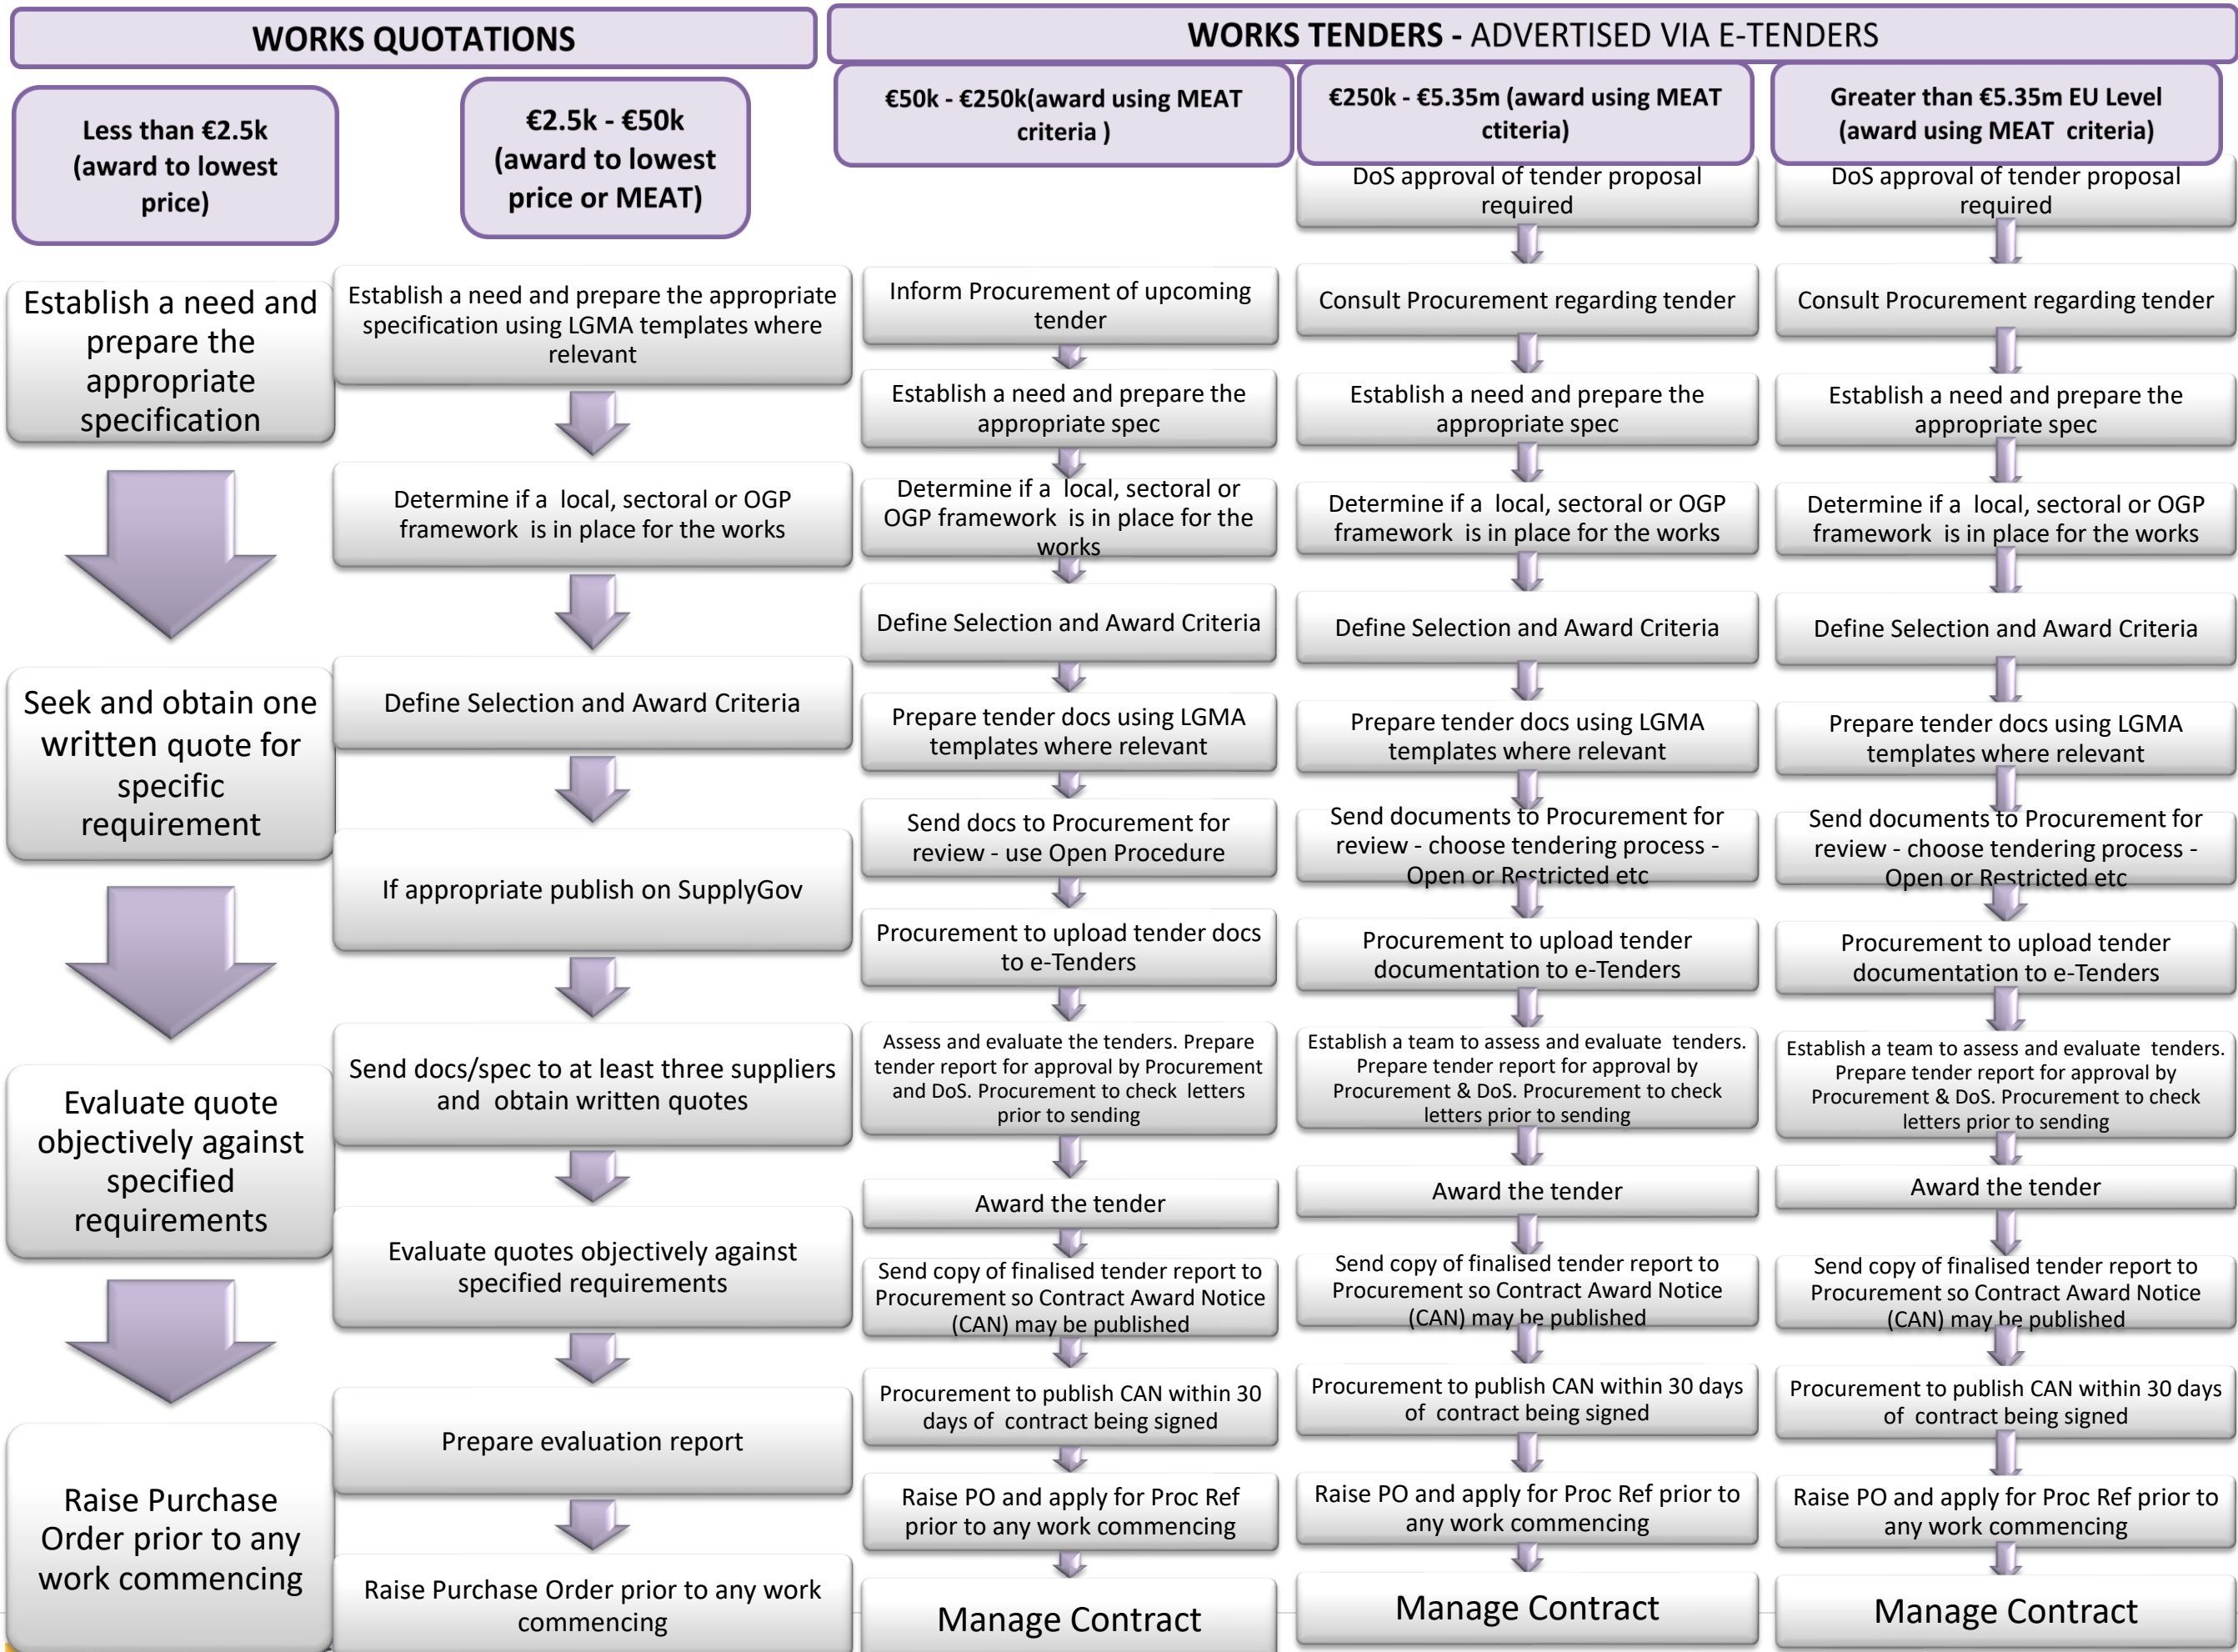 WORKS QUOTATIONS
Less than €2.5k
(award to lowest
price)
Establish a need and
prepare the
appropriate
specification
Seek and obtain one
written quote for
specific
requirement
Evaluate quote
objectively against
specified
requirements
Raise Purchase
Order prior to any
work commencing
€2.5k - €50k
(award to lowest
price or MEAT)
Establish a need and prepare the appropriate
specification using LGMA templates where
relevant
Determine if a  local, sectoral or OGP
framework  is in place for the works
Define Selection and Award Criteria
If appropriate publish on SupplyGov
Send docs/spec to at least three suppliers
and  obtain written quotes
Evaluate quotes objectively against
specified requirements
Prepare evaluation report
Raise Purchase Order prior to any work
commencing
WORKS TENDERS - ADVERTISED VIA E-TENDERS
€50k - €250k(award using MEAT
criteria )
Inform Procurement of upcoming
tender
Establish a need and prepare the
appropriate spec
Determine if a  local, sectoral or
OGP framework  is in place for the
works
Define Selection and Award Criteria
Prepare tender docs using LGMA
templates where relevant
Send docs to Procurement for
review - use Open Procedure
Procurement to upload tender docs
to e-Tenders
Assess and evaluate the tenders. Prepare
tender report for approval by Procurement
and DoS. Procurement to check  letters
prior to sending
Award the tender
Send copy of finalised tender report to
Procurement so Contract Award Notice
(CAN) may be published
Procurement to publish CAN within 30
days of  contract being signed
Raise PO and apply for Proc Ref
prior to any work commencing
Manage Contract
€250k - €5.35m (award using MEAT
ctiteria)
DoS approval of tender proposal
required
Consult Procurement regarding tender
Establish a need and prepare the
appropriate spec
Determine if a  local, sectoral or OGP
framework  is in place for the works
Define Selection and Award Criteria
Prepare tender docs using LGMA
templates where relevant
Send documents to Procurement for
review - choose tendering process -
Open or Restricted etc
Procurement to upload tender
documentation to e-Tenders
Establish a team to assess and evaluate  tenders.
Prepare tender report for approval by
Procurement & DoS. Procurement to check
letters prior to sending
Award the tender
Send copy of finalised tender report to
Procurement so Contract Award Notice
(CAN) may be published
Procurement to publish CAN within 30 days
of  contract being signed
Raise PO and apply for Proc Ref prior to
any work commencing
Manage Contract
Greater than €5.35m EU Level
(award using MEAT  criteria)
DoS approval of tender proposal
required
Consult Procurement regarding tender
Establish a need and prepare the
appropriate spec
Determine if a  local, sectoral or OGP
framework  is in place for the works
Define Selection and Award Criteria
Prepare tender docs using LGMA
templates where relevant
Send documents to Procurement for
review - choose tendering process -
Open or Restricted etc
Procurement to upload tender
documentation to e-Tenders
Establish a team to assess and evaluate  tenders.
Prepare tender report for approval by
Procurement & DoS. Procurement to check
letters prior to sending
Award the tender
Send copy of finalised tender report to
Procurement so Contract Award Notice
(CAN) may be published
Procurement to publish CAN within 30 days
of  contract being signed
Raise PO and apply for Proc Ref prior to
any work commencing
Manage Contract